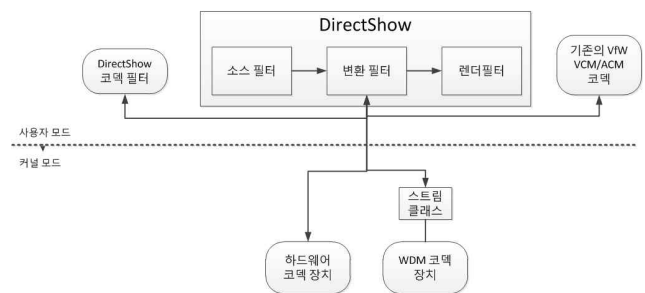 DirectShow
DirectShow
코덱 필터
소스 필터
변환 필터
렌더필터
기존의 VfW
VCM/ACM
코덱
사용자 모드
커널 모드
스트림
클래스
하드웨어
코덱 장치
WDM 코덱
장치